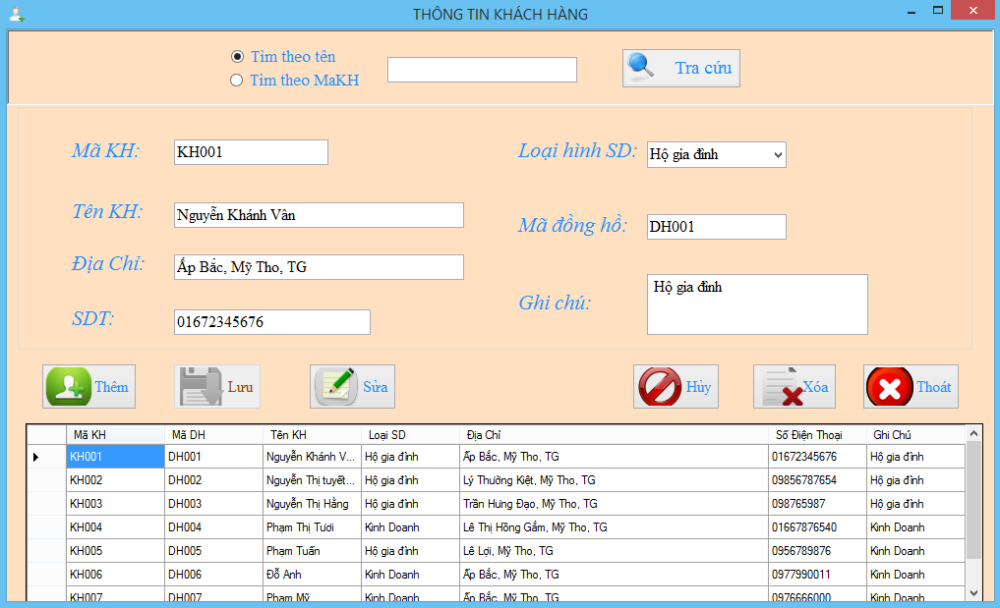 THÔNG TIN KHÁCH HÀNG
Tìm theo tên
Tìm theo MaKH
Tra cứu
Mã KH: KH001
Loại hình SD: Hộ gia đình
Tên KH: Nguyễn Khánh Vân
Mã đồng hồ: DH001
Địa Chỉ: Ấp Bắc, Mỹ Tho, TG
Ghi chú: Hộ gia đình
SDT: 01672345676
Thêm Lưu Sửa Hủy Xóa Thoát
Mã KH Mã DH Tên KH Loại SD Địa Chỉ Số Điện Thoại Ghi Chú
KH001 DH001 Nguyễn Khánh V... Hộ gia đình Ấp Bắc, Mỹ Tho, TG 01672345676 Hộ gia đình
KH002 DH002 Nguyễn Thị tuyết... Hộ gia đình Lý Thường Kiệt, Mỹ Tho, TG 09856787654 Hộ gia đình
KH003 DH003 Nguyễn Thị Hằng Hộ gia đình Trần Hưng Đạo, Mỹ Tho, TG 098765987 Hộ gia đình
KH004 DH004 Phạm Thị Tươi Kinh Doanh Lê Thị Hồng Gấm, Mỹ Tho, TG 01667876540 Kinh Doanh
KH005 DH005 Phạm Tuấn Hộ gia đình Lê Lợi, Mỹ Tho, TG 0956789876 Kinh Doanh
KH006 DH006 Đỗ Anh Kinh Doanh Ấp Bắc, Mỹ Tho, TG 0977990011 Kinh Doanh
KH007 DH007 Phạm Mỹ Kinh Doanh Ấp Bắc, Mỹ Tho, TG 0976666000 Kinh Doanh